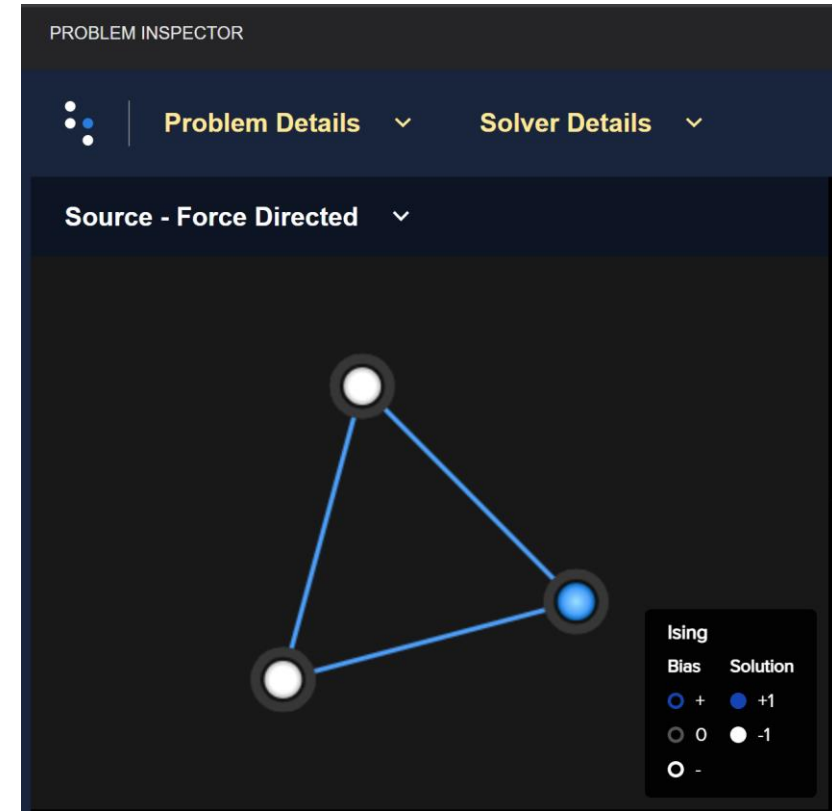 PROBLEM INSPECTOR
Problem Details Solver Details
Source - Force Directed
Ising
Bias Solution
+ +1
0 -1
-